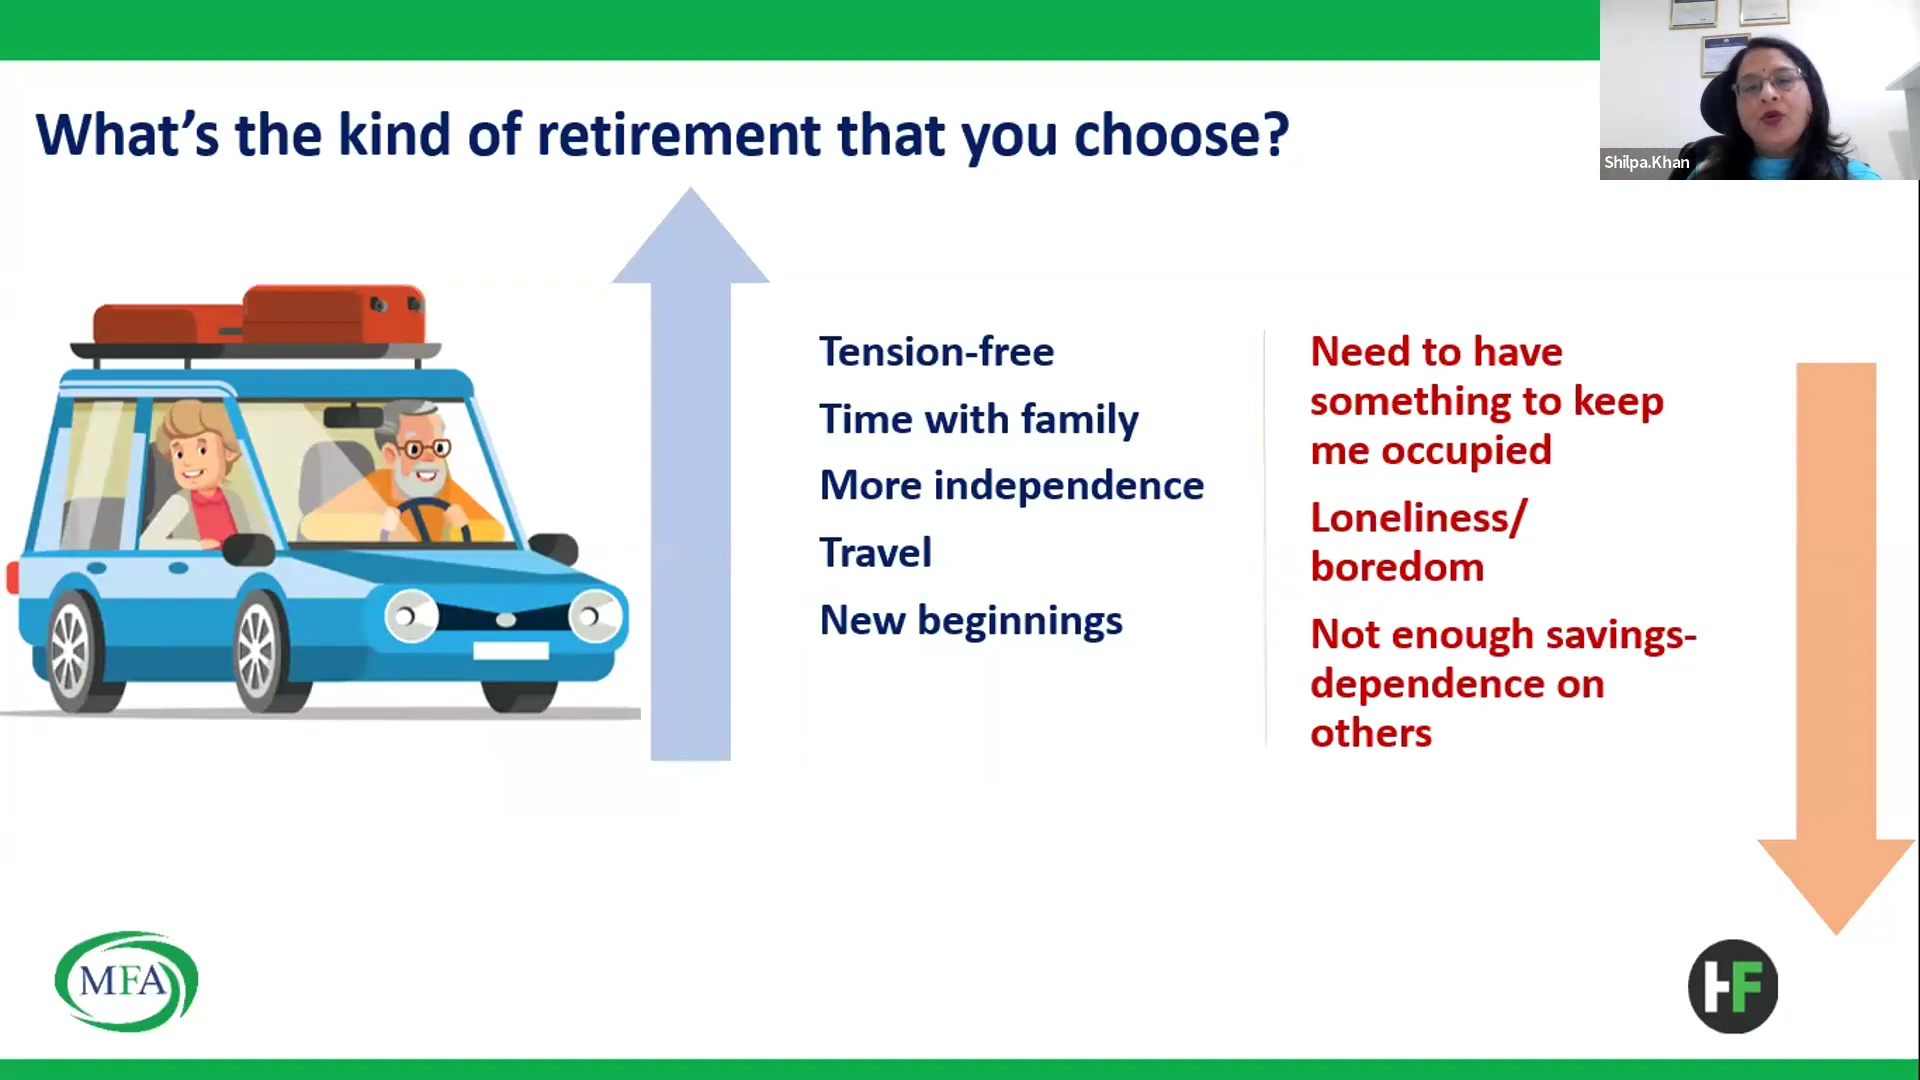 What's the kind of retirement that you choose?
Shilpa.Khan
Tension-free
Time with family
More independence
Travel
New beginnings
Need to have
something to keep
me occupied
Loneliness/
boredom
Not enough savings-
dependence on
others
MFA
HF